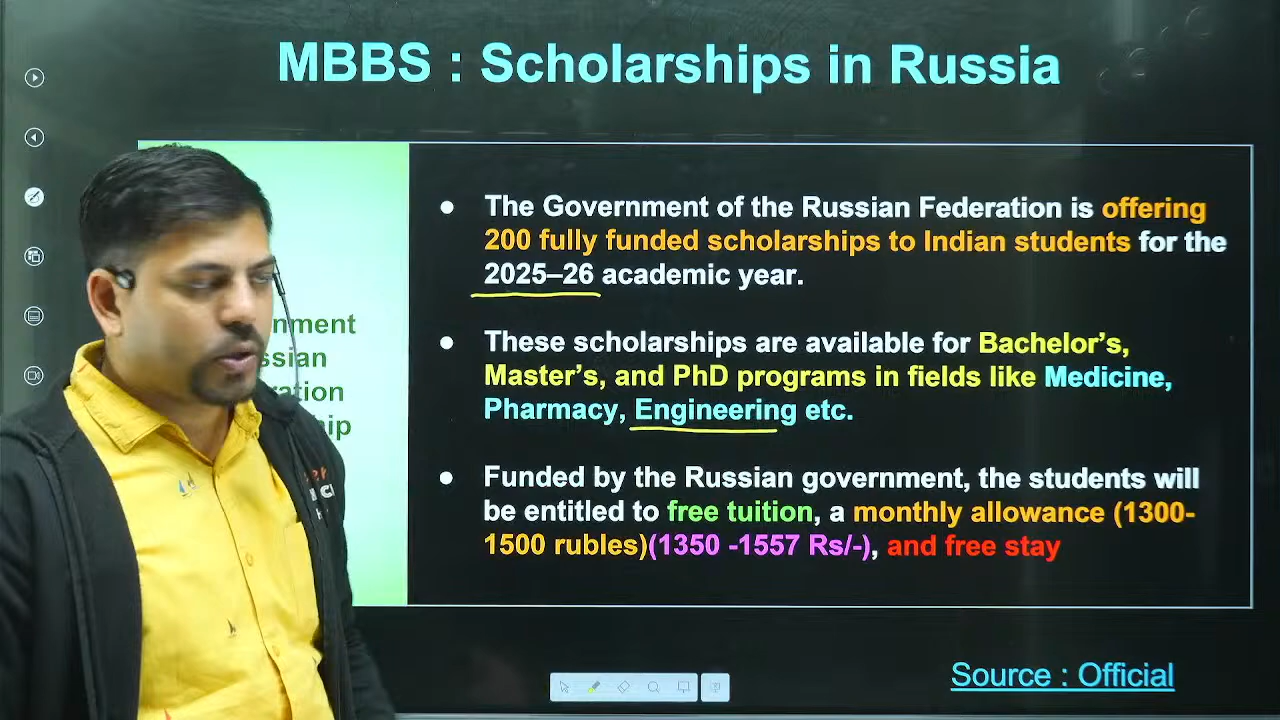 MBBS : Scholarships in Russia
The Government of the Russian Federation is offering
200 fully funded scholarships to Indian students for the
2025–26 academic year.
These scholarships are available for Bachelor's,
Master's, and PhD programs in fields like Medicine,
Pharmacy, Engineering etc.
Funded by the Russian government, the students will
be entitled to free tuition, a monthly allowance (1300-
1500 rubles)(1350 -1557 Rs/-), and free stay
Source : Official